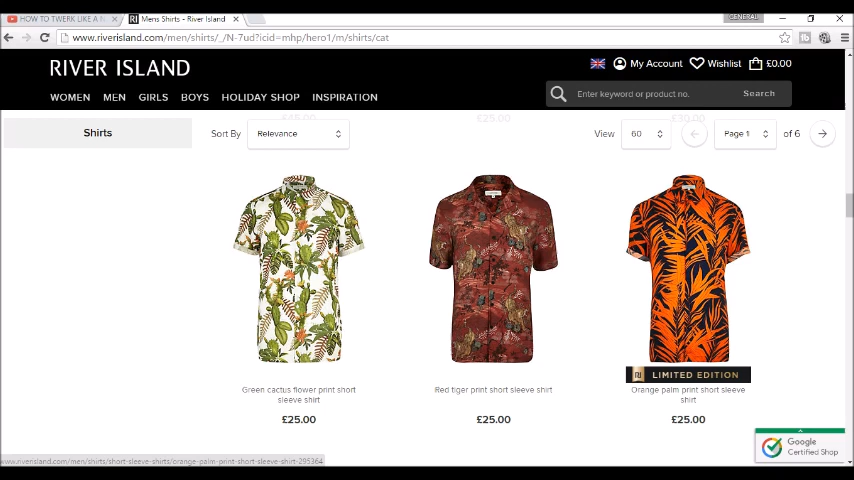 HOW TO TWERK LIKE A N
Mens Shirts - River Island
GENERAL
www.riverisland.com/men/shirts/_/N-7ud?icid=mhp/hero1/m/shirts/cat
RIVER ISLAND
My Account
Wishlist
£0.00
WOMEN MEN GIRLS BOYS HOLIDAY SHOP INSPIRATION
Enter keyword or product no.
Search
£25.00
£30.00
Shirts
Sort By
Relevance
View
60
Page 1
of 6
LIMITED EDITION
Green cactus flower print short
sleeve shirt
£25.00
Red tiger print short sleeve shirt
£25.00
Orange palm print short sleeve
shirt
£25.00
Google
Certified Shop
www.riverisland.com/men/shirts/short-sleeve-shirts/orange-palm-print-short-sleeve-shirt-295364